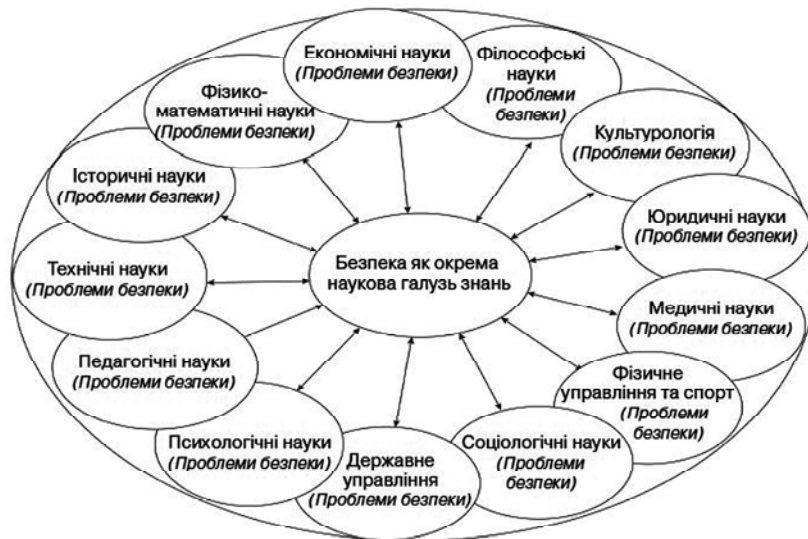 Економічні науки
(Проблеми безпеки)
Філософські
науки
(Проблеми
безпеки)
Культурологія
(Проблеми безпеки)
Юридичні науки
(Проблеми безпеки)
Медичні науки
(Проблеми безпеки)
Фізичне
управління та спорт
(Проблеми
безпеки)
Соціологічні науки
(Проблеми
безпеки)
Державне
управління
(Проблеми безпеки)
Психологічні науки
(Проблеми безпеки)
Педагогічні науки
(Проблеми безпеки)
Технічні науки
(Проблеми безпеки)
Історичні науки
(Проблеми безпеки)
Фізико-
математичні науки
(Проблеми безпеки)
Безпека як окрема
наукова галузь знань